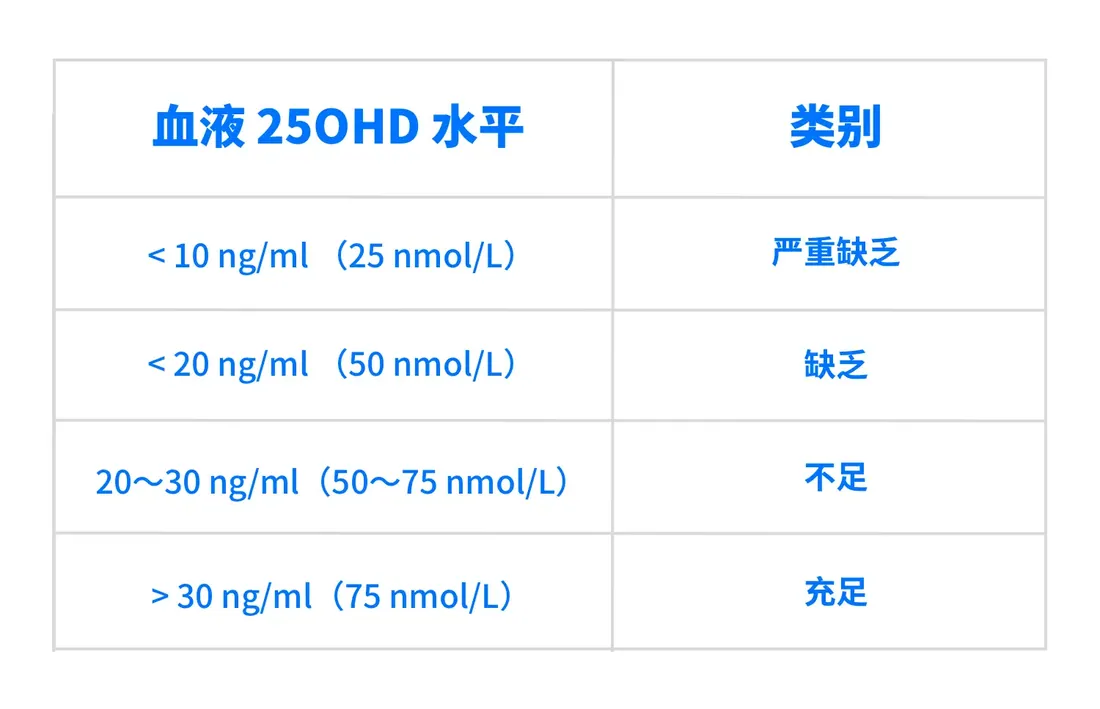 血液 25OHD 水平 类别
< 10 ng/ml （25 nmol/L） 严重缺乏
< 20 ng/ml （50 nmol/L） 缺乏
20～30 ng/ml（50～75 nmol/L） 不足
> 30 ng/ml（75 nmol/L） 充足